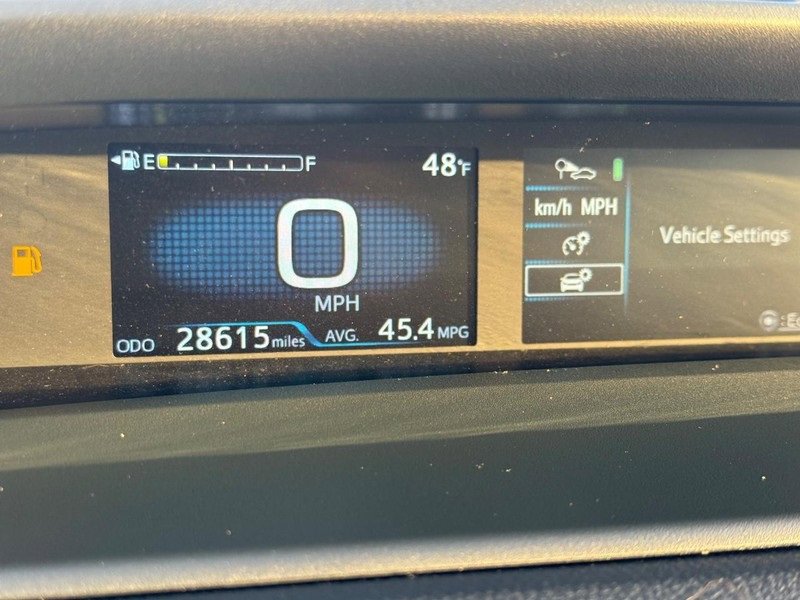 E F 48°F
0
MPH
ODO 28615 miles AVG. 45.4 MPG
km/h MPH
Vehicle Settings